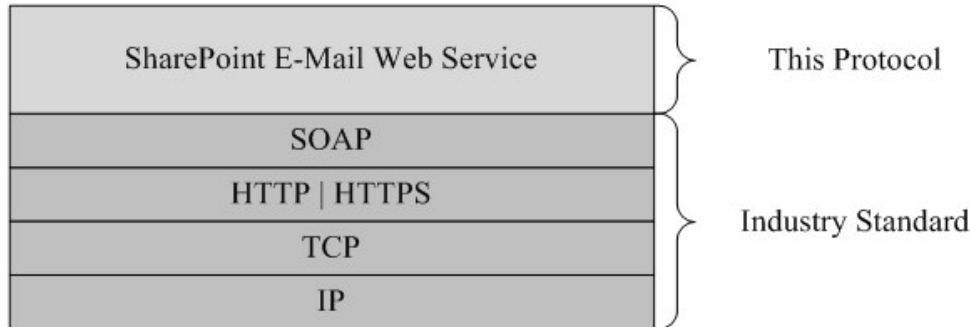 SharePoint E-Mail Web Service
This Protocol
SOAP
HTTP | HTTPS
TCP
IP
Industry Standard